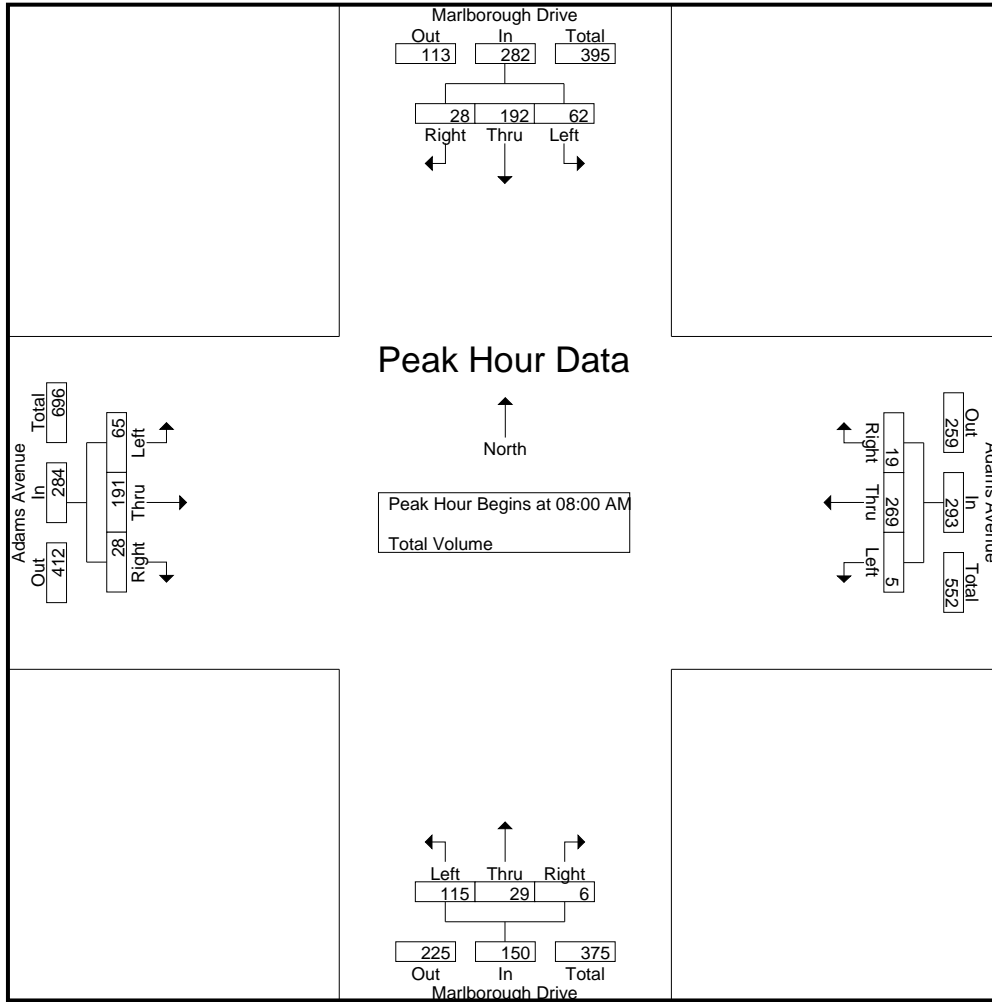 Marlborough Drive
Out In Total
113 282 395
28 192 62
Right Thru Left
Peak Hour Data
North
Peak Hour Begins at 08:00 AM
Total Volume
Adams Avenue
Out In Total
412 284 696
65 191 28
Left Thru Right
Adams Avenue
Out In Total
259 293 552
19 269 5
Right Thru Left
Left Thru Right
115 29 6
225 150 375
Out In Total
Marlborough Drive